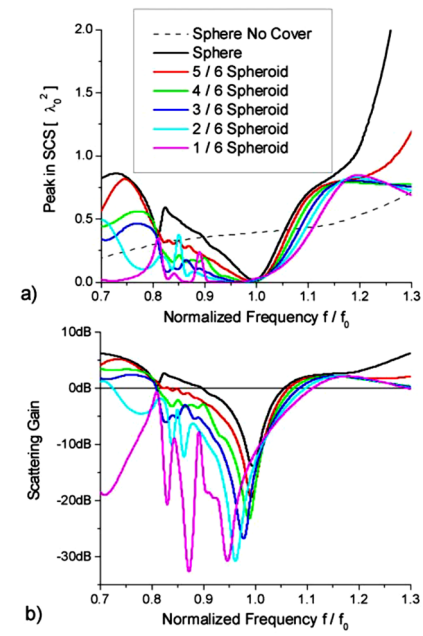 a)
Peak in SCS [ λ₀² ]
2.0
1.5
1.0
0.5
0.0
Sphere No Cover
Sphere
5 / 6 Spheroid
4 / 6 Spheroid
3 / 6 Spheroid
2 / 6 Spheroid
1 / 6 Spheroid
0.7 0.8 0.9 1.0 1.1 1.2 1.3
Normalized Frequency f / f₀
b)
Scattering Gain
10dB
0dB
-10dB
-20dB
-30dB
0.7 0.8 0.9 1.0 1.1 1.2 1.3
Normalized Frequency f / f₀